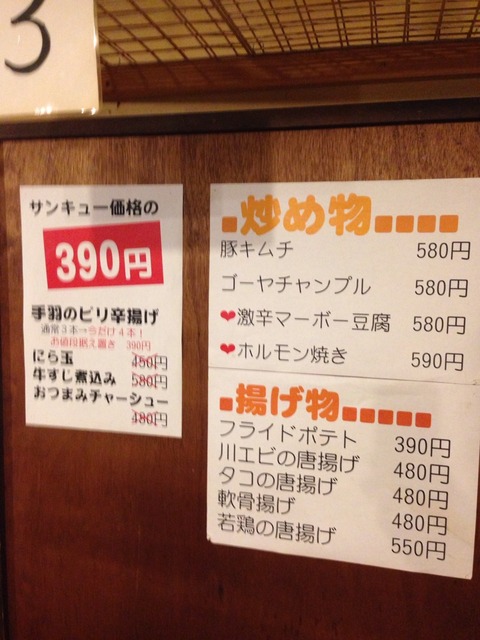 3
サンキュー価格の
390円
手羽のピリ辛揚げ
通常3本→今だけ4本！
お値段据え置き 390円
にら玉 450円
牛すじ煮込み 580円
おつまみチャーシュー
480円
炒め物
豚キムチ 580円
ゴーヤチャンプル 580円
❤激辛マーボー豆腐 580円
❤ホルモン焼き 590円
揚げ物
フライドポテト 390円
川エビの唐揚げ 480円
タコの唐揚げ 480円
軟骨揚げ 480円
若鶏の唐揚げ 550円